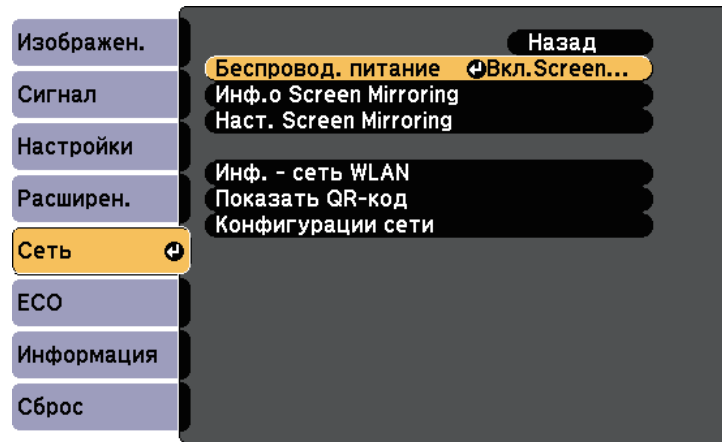 Изображен.
Сигнал
Настройки
Расширен.
Сеть
ECO
Информация
Сброс
Назад
Беспровод. питание Вкл.Screen...
Инф.о Screen Mirroring
Наст. Screen Mirroring
Инф. - сеть WLAN
Показать QR-код
Конфигурации сети